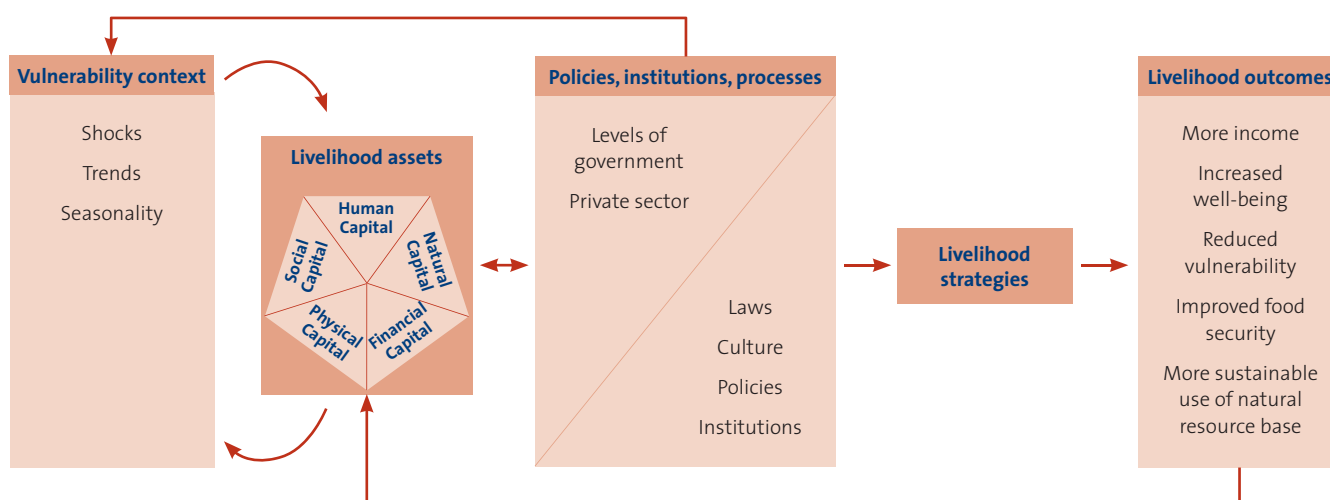 Vulnerability context
Shocks
Trends
Seasonality
Livelihood assets
Human
Capital
Natural
Capital
Social
Capital
Physical
Capital
Financial
Capital
Policies, institutions, processes
Levels of
government
Private sector
Laws
Culture
Policies
Institutions
Livelihood
strategies
Livelihood outcomes
More income
Increased
well-being
Reduced
vulnerability
Improved food
security
More sustainable
use of natural
resource base